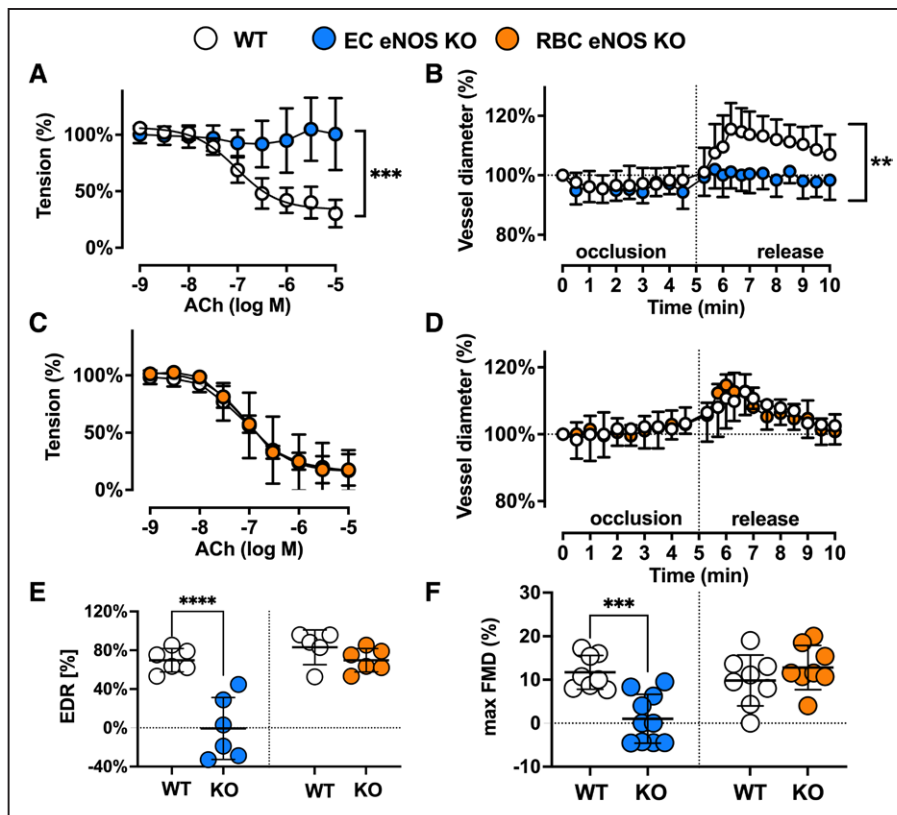 WT EC eNOS KO RBC eNOS KO
A
Tension (%)
100%
50%
0%
***
-9 -8 -7 -6 -5
ACh (log M)
B
Vessel diameter (%)
120%
100%
80%
**
occlusion release
0 1 2 3 4 5 6 7 8 9 10
Time (min)
C
Tension (%)
100%
50%
0%
-9 -8 -7 -6 -5
ACh (log M)
D
Vessel diameter (%)
120%
100%
80%
occlusion release
0 1 2 3 4 5 6 7 8 9 10
Time (min)
E
EDR [%]
120%
80%
40%
0%
-40%
****
WT KO WT KO
F
max FMD (%)
30
20
10
0
-10
***
WT KO WT KO